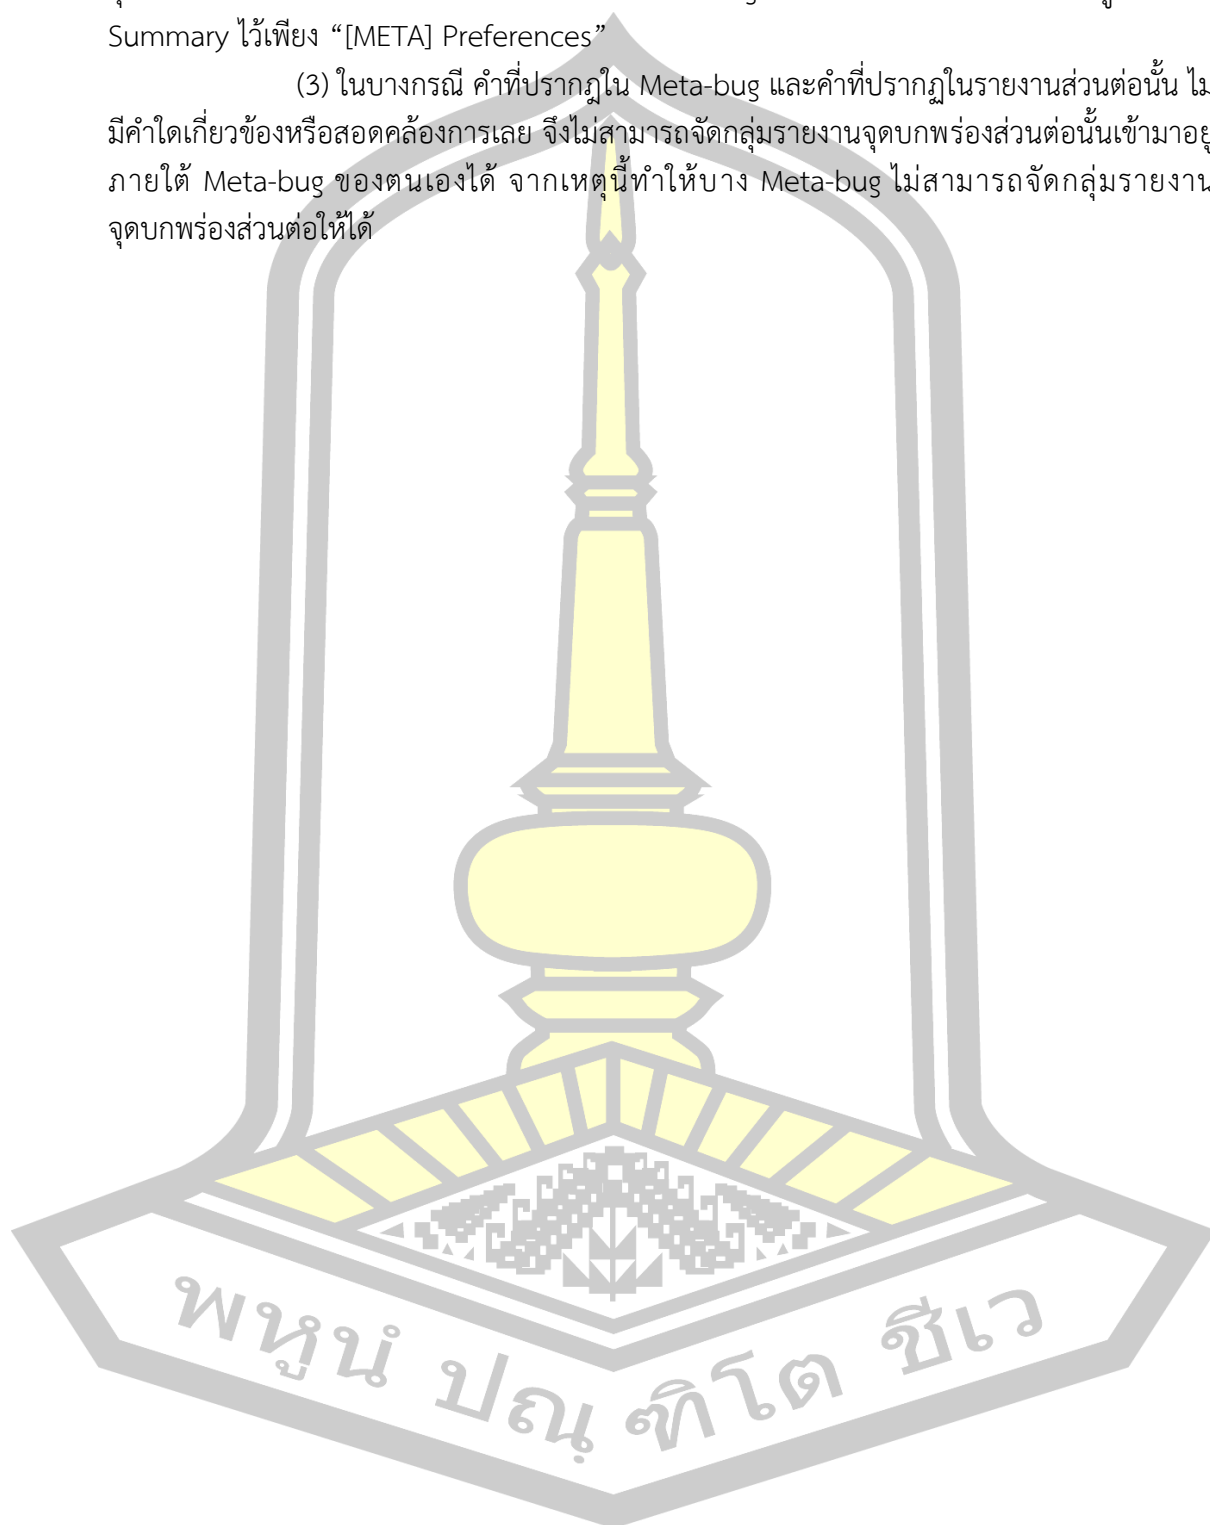 Summary ไว้เพียง “[META] Preferences”
(3) ในบางกรณี คำที่ปรากฏใน Meta-bug และคำที่ปรากฏในรายงานส่วนต่อนั้น ไม่
มีคำใดเกี่ยวข้องหรือสอดคล้องการเลย จึงไม่สามารถจัดกลุ่มรายงานจุดบกพร่องส่วนต่อนั้นเข้ามาอยู่
ภายใต้ Meta-bug ของตนเองได้ จากเหตุนี้ทำให้บาง Meta-bug ไม่สามารถจัดกลุ่มรายงาน
จุดบกพร่องส่วนต่อให้ได้
พหูนํ ปณฺฑิโต ชีเว